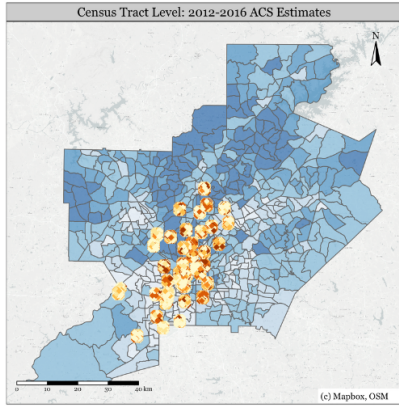 Census Tract Level: 2012-2016 ACS Estimates
N
0 10 20 30 40 km
(c) Mapbox, OSM